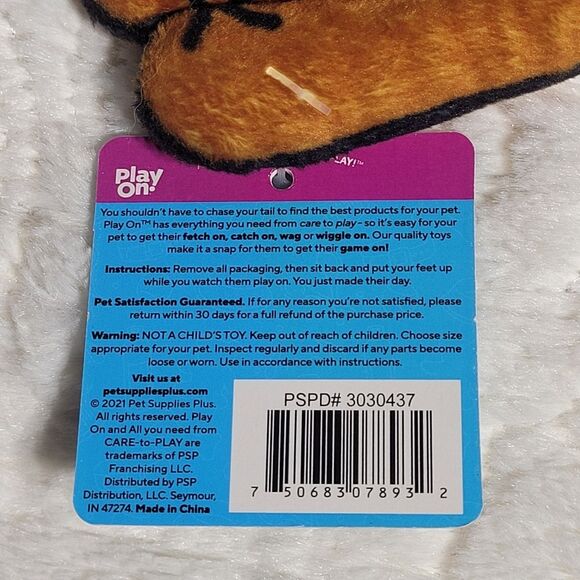 LAY!™
Play
On!
You shouldn't have to chase your tail to find the best products for your pet.
Play On™ has everything you need from care to play - so it's easy for your
pet to get their fetch on, catch on, wag or wiggle on. Our quality toys
make it a snap for them to get their game on!
Instructions: Remove all packaging, then sit back and put your feet up
while you watch them play on. You just made their day.
Pet Satisfaction Guaranteed. If for any reason you're not satisfied, please
return within 30 days for a full refund of the purchase price.
Warning: NOT A CHILD'S TOY. Keep out of reach of children. Choose size
appropriate for your pet. Inspect regularly and discard if any parts become
loose or worn. Use in accordance with instructions.
Visit us at
petsuppliesplus.com
© 2021 Pet Supplies Plus.
All rights reserved. Play
On and All you need from
CARE-to-PLAY are
trademarks of PSP
Franchising LLC.
Distributed by PSP
Distribution, LLC. Seymour,
IN 47274. Made in China
PSPD# 3030437
7 50683 07893 2